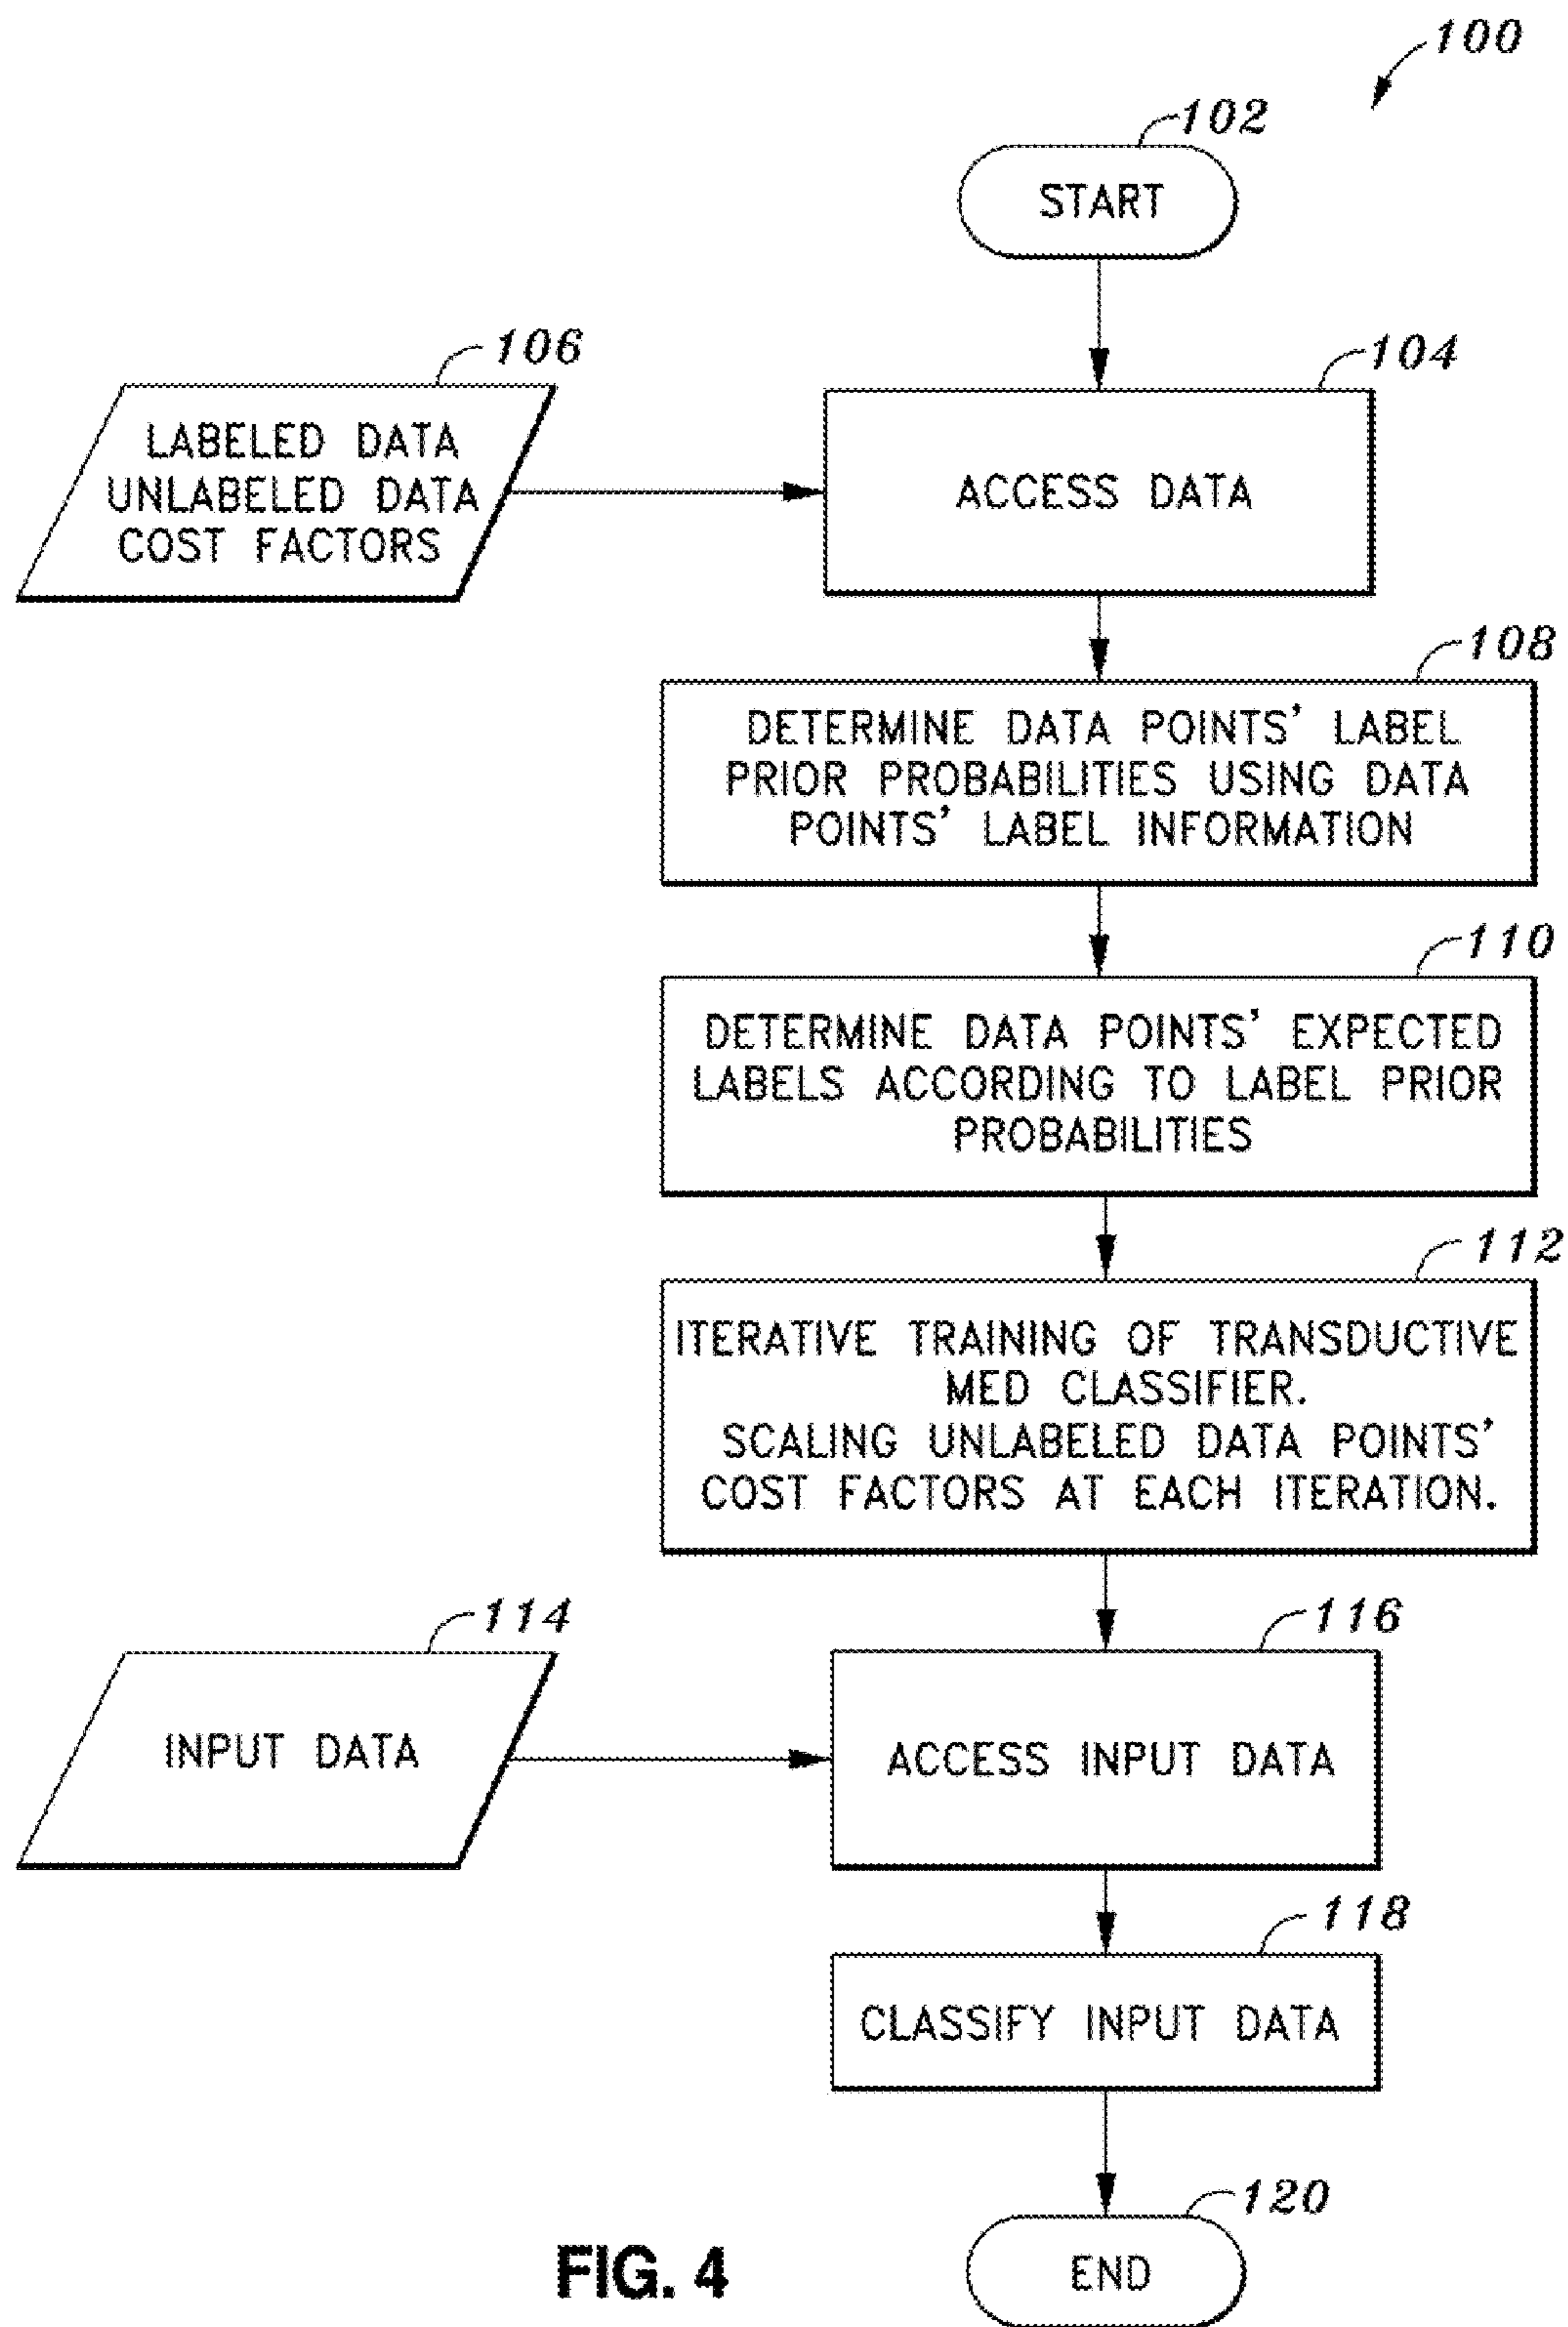 100
102
START
106
104
LABELED DATA
UNLABELED DATA
COST FACTORS
ACCESS DATA
108
DETERMINE DATA POINTS' LABEL
PRIOR PROBABILITIES USING DATA
POINTS' LABEL INFORMATION
110
DETERMINE DATA POINTS' EXPECTED
LABELS ACCORDING TO LABEL PRIOR
PROBABILITIES
112
ITERATIVE TRAINING OF TRANSDUCTIVE
MED CLASSIFIER.
SCALING UNLABELED DATA POINTS'
COST FACTORS AT EACH ITERATION.
114
116
INPUT DATA
ACCESS INPUT DATA
118
CLASSIFY INPUT DATA
120
END
FIG. 4